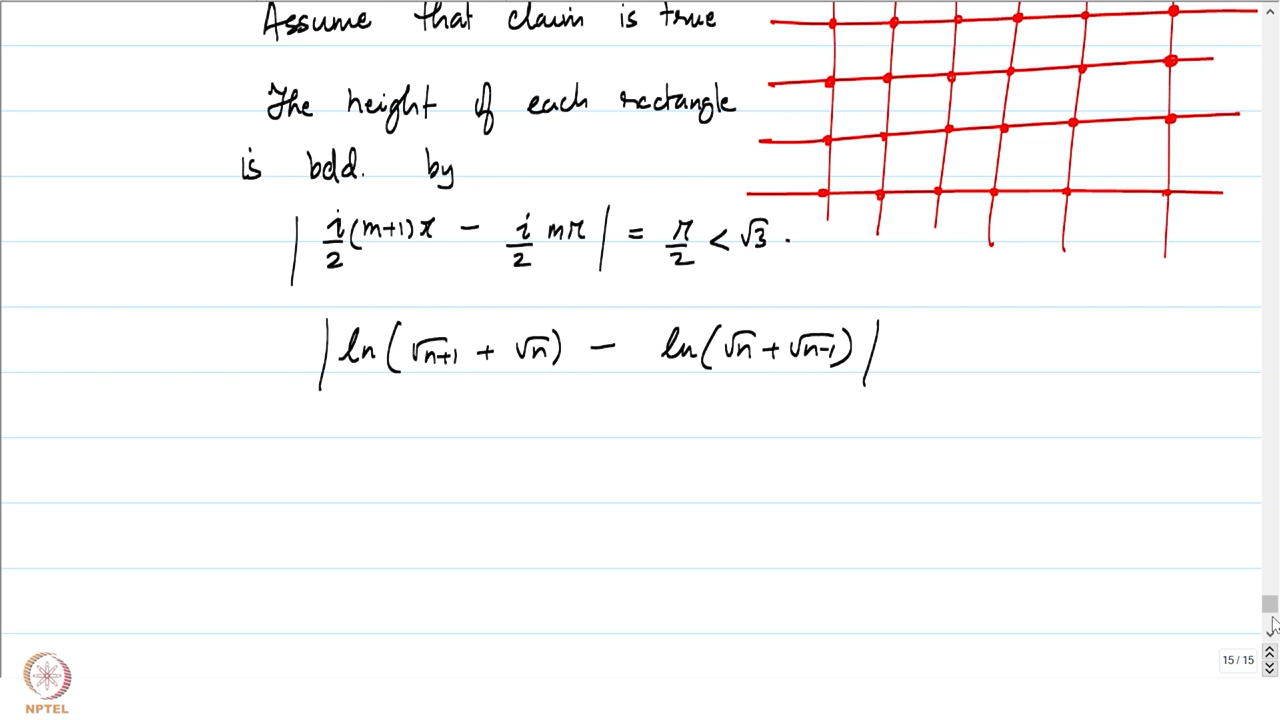 Assume that claim is true
The height of each rectangle
is bdd. by
| i/2 (m+1)π - i/2 mπ | = π/2 < √3 .
| ln(√n+1 + √n) - ln(√n + √n-1) |
15 / 15
NPTEL